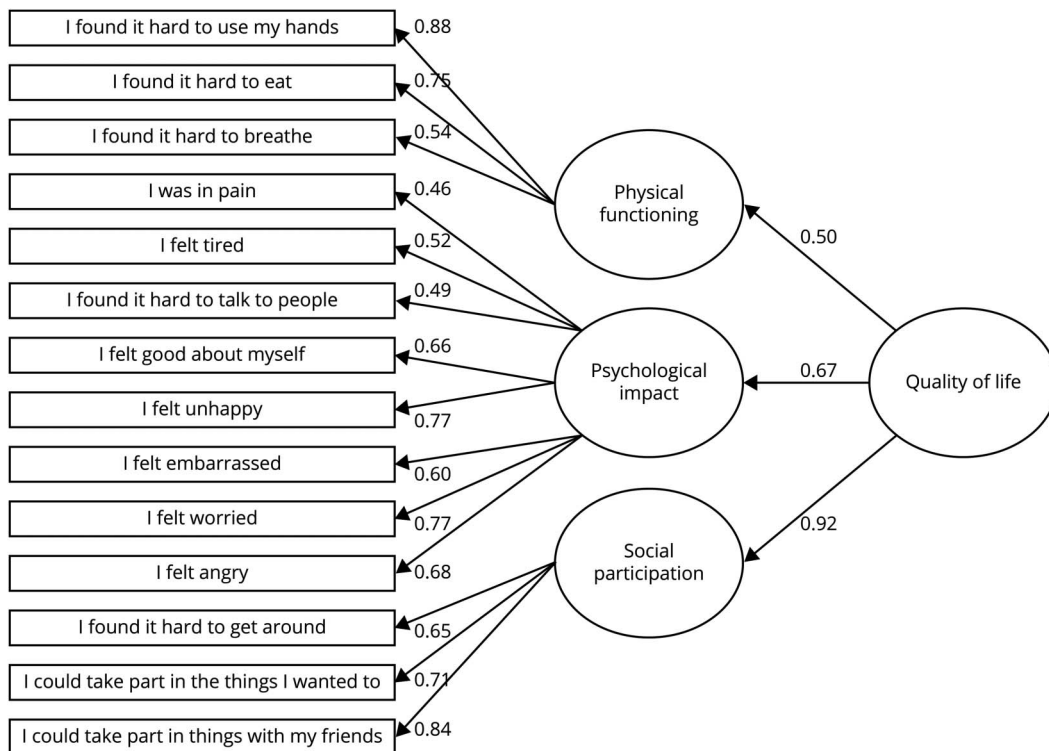 I found it hard to use my hands
0.88
I found it hard to eat
0.75
I found it hard to breathe
0.54
I was in pain
0.46
I felt tired
0.52
I found it hard to talk to people
0.49
I felt good about myself
0.66
I felt unhappy
0.77
I felt embarrassed
0.60
I felt worried
0.77
I felt angry
0.68
I found it hard to get around
0.65
I could take part in the things I wanted to
0.71
I could take part in things with my friends
0.84
Physical
functioning
Psychological
impact
Social
participation
0.50
0.67
0.92
Quality of life